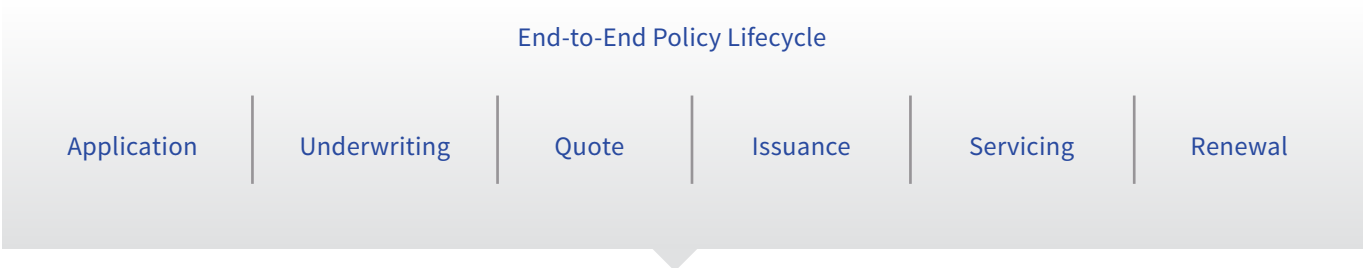 End-to-End Policy Lifecycle
Application Underwriting Quote Issuance Servicing Renewal